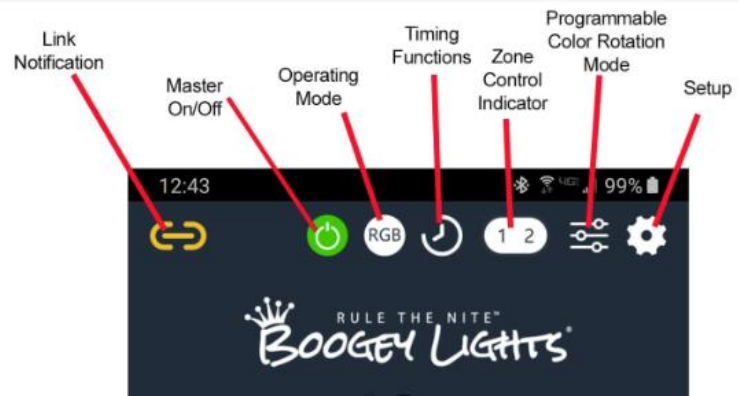 Link
Notification
Master
On/Off
Operating
Mode
Timing
Functions
Zone
Control
Indicator
Programmable
Color Rotation
Mode
Setup
12:43
4GE 99%
RGB
1 2
RULE THE NITE™
BOOGEY LIGHTS®